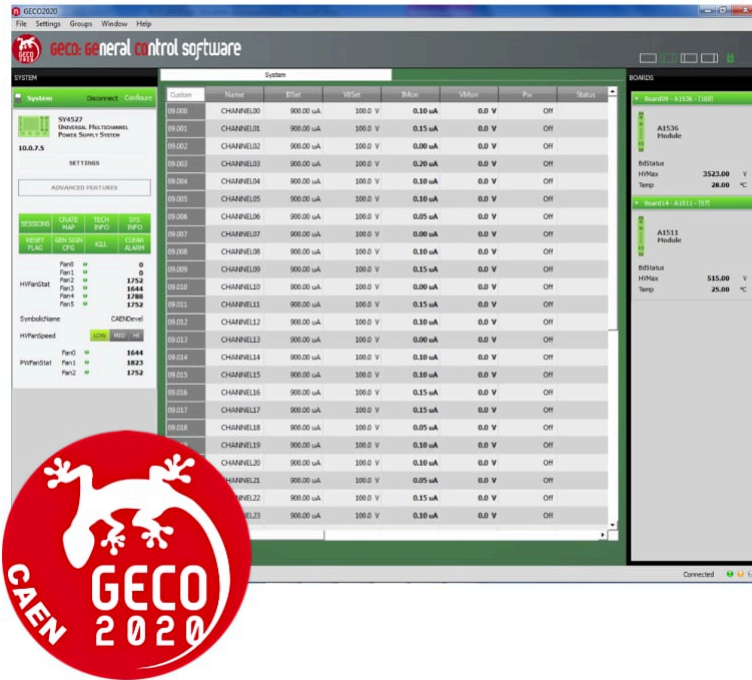 GECO2020
File Settings Groups Window Help
GECO
GECO: GEneral COntrol software
SYSTEM
System Disconnect Configure
SY4527
UNIVERSAL MULTICHANNEL
POWER SUPPLY SYSTEM
10.0.7.5
SETTINGS
ADVANCED FEATURES
SESSIONS CRATE MAP TECH INFO SYS INFO
RESET FLAG GEN SIGN CFG KILL CLEAR ALARM
HVFanStat
Fan0 0
Fan1 0
Fan2 1752
Fan3 1644
Fan4 1788
Fan5 1752
SymbolicName CAENDevel
HVFanSpeed LOW MID HI
PWFanStat
Fan0 1644
Fan1 1823
Fan2 1752
System
Custom Name I0Set V0Set IMon VMon Pw Status
09.000 CHANNEL00 900.00 uA 100.0 V 0.10 uA 0.0 V Off
09.001 CHANNEL01 900.00 uA 100.0 V 0.15 uA 0.0 V Off
09.002 CHANNEL02 900.00 uA 100.0 V 0.00 uA 0.0 V Off
09.003 CHANNEL03 900.00 uA 100.0 V 0.20 uA 0.0 V Off
09.004 CHANNEL04 900.00 uA 100.0 V 0.10 uA 0.0 V Off
09.005 CHANNEL05 900.00 uA 100.0 V 0.10 uA 0.0 V Off
09.006 CHANNEL06 900.00 uA 100.0 V 0.05 uA 0.0 V Off
09.007 CHANNEL07 900.00 uA 100.0 V 0.00 uA 0.0 V Off
09.008 CHANNEL08 900.00 uA 100.0 V 0.10 uA 0.0 V Off
09.009 CHANNEL09 900.00 uA 100.0 V 0.15 uA 0.0 V Off
09.010 CHANNEL10 900.00 uA 100.0 V 0.00 uA 0.0 V Off
09.011 CHANNEL11 900.00 uA 100.0 V 0.15 uA 0.0 V Off
09.012 CHANNEL12 900.00 uA 100.0 V 0.10 uA 0.0 V Off
09.013 CHANNEL13 900.00 uA 100.0 V 0.00 uA 0.0 V Off
09.014 CHANNEL14 900.00 uA 100.0 V 0.10 uA 0.0 V Off
09.015 CHANNEL15 900.00 uA 100.0 V 0.10 uA 0.0 V Off
09.016 CHANNEL16 900.00 uA 100.0 V 0.15 uA 0.0 V Off
09.017 CHANNEL17 900.00 uA 100.0 V 0.15 uA 0.0 V Off
09.018 CHANNEL18 900.00 uA 100.0 V 0.05 uA 0.0 V Off
CHANNEL19 900.00 uA 100.0 V 0.10 uA 0.0 V Off
CHANNEL20 900.00 uA 100.0 V 0.10 uA 0.0 V Off
900.00 uA 100.0 V 0.05 uA 0.0 V Off
900.00 uA 100.0 V 0.15 uA 0.0 V Off
900.00 uA 100.0 V 0.10 uA 0.0 V Off
BOARDS
Board09 - A1536 - [100]
A1536
Module
BdStatus
HVMax 3523.00 V
Temp 28.00 °C
Board14 - A1511 - [57]
A1511
Module
BdStatus
HVMax 515.00 V
Temp 25.00 °C
Connected
CAEN
GECO
2020